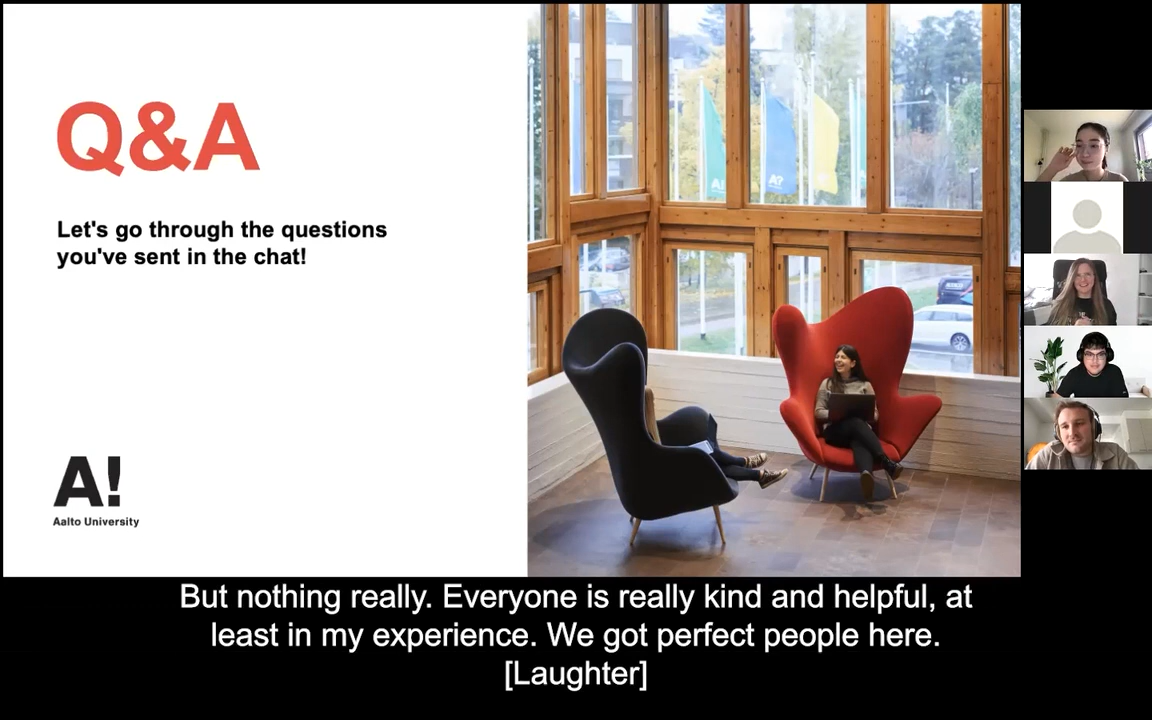 Q&A
Let's go through the questions
you've sent in the chat!
A!
Aalto University
A!
A?
But nothing really. Everyone is really kind and helpful, at
least in my experience. We got perfect people here.
[Laughter]